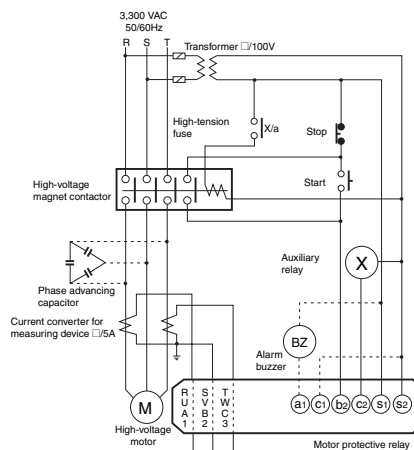 3,300 VAC
50/60Hz
R S T
Transformer □/100V
High-tension
fuse
X/a
Stop
Start
High-voltage
magnet contactor
Auxiliary
relay
X
Phase advancing
capacitor
Current converter for
measuring device □/5A
BZ
Alarm
buzzer
M
High-voltage
motor
R S T
U V W
A B C
1 2 3
a1 c1 b2 c2 s1 s2
Motor protective relay